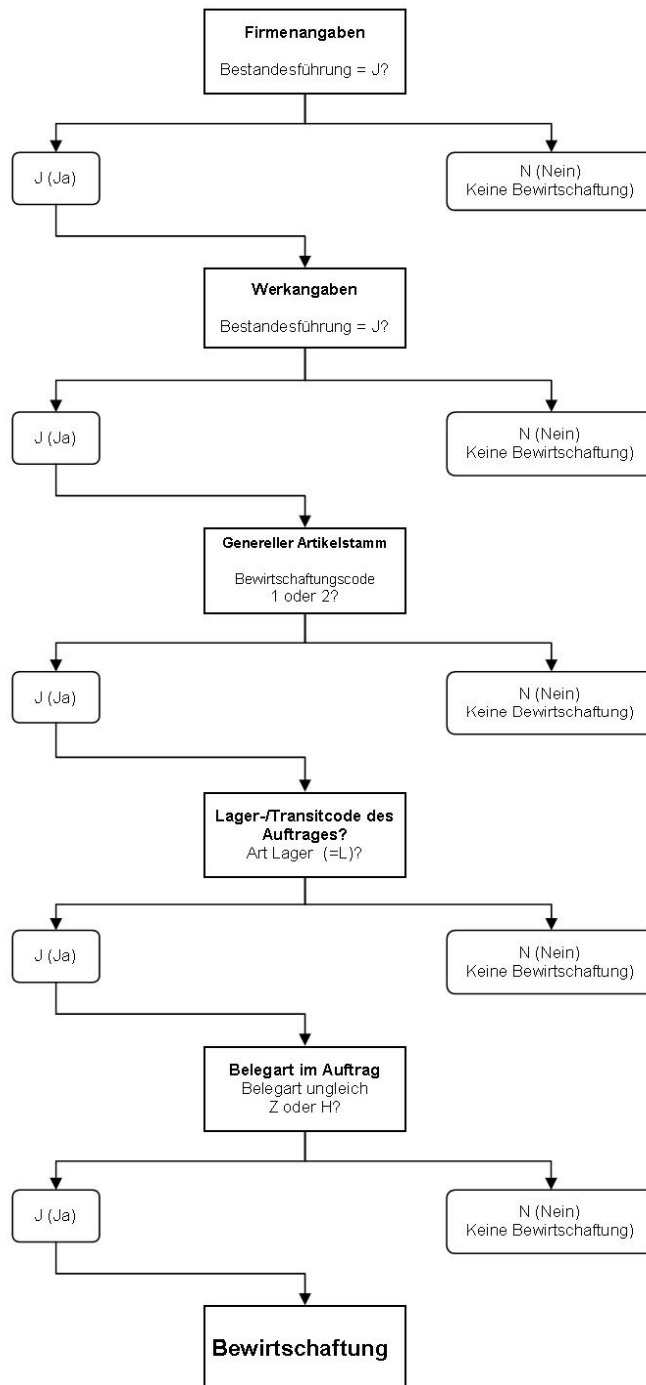 Firmenangaben
Bestandesführung = J?
J (Ja)
N (Nein)
Keine Bewirtschaftung)
Werkangaben
Bestandesführung = J?
J (Ja)
N (Nein)
Keine Bewirtschaftung)
Genereller Artikelstamm
Bewirtschaftungscode
1 oder 2?
J (Ja)
N (Nein)
Keine Bewirtschaftung)
Lager-/Transitcode des
Auftrages?
Art Lager (=L)?
J (Ja)
N (Nein)
Keine Bewirtschaftung)
Belegart im Auftrag
Belegart ungleich
Z oder H?
J (Ja)
N (Nein)
Keine Bewirtschaftung)
Bewirtschaftung